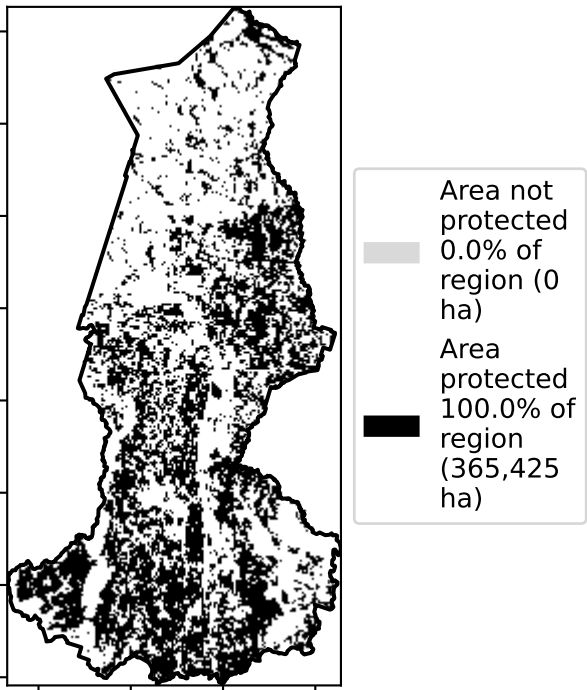 Area not
protected
0.0% of
region (0
ha)
Area
protected
100.0% of
region
(365,425
ha)